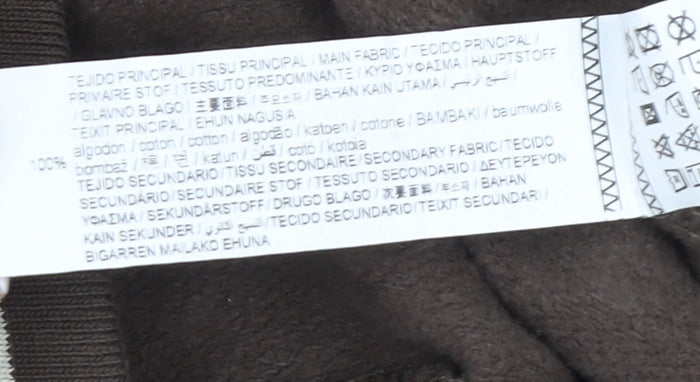 TEJIDO PRINCIPAL / TISSU PRINCIPAL / MAIN FABRIC / TECIDO PRINCIPAL /
PRIMAIRE STOF / TESSUTO PREDOMINANTE / ΚΥΡΙΟ ΥΦΑΣΜΑ / HAUPTSTOFF
/ GLAVNO BLAGO / 主要面料 / 주요소재 / BAHAN KAIN UTAMA / النسيج الرئيسي /
TEIXIT PRINCIPAL / EHUN NAGUSIA
100% algodón / coton / cotton / algodão / katoen / cotone / ΒΑΜΒΑΚΙ / baumwolle
bombaž / 棉 / 면 / katun / قطن / cotó / kotoia
TEJIDO SECUNDARIO/TISSU SECONDAIRE/SECONDARY FABRIC/TECIDO
SECUNDÁRIO/SECUNDAIRE STOF / TESSUTO SECONDARIO / ΔΕΥΤΕΡΕΥΟΝ
ΥΦΑΣΜΑ / SEKUNDÄRSTOFF / DRUGO BLAGO / 次要面料 / 부소재 / BAHAN
KAIN SEKUNDER / النسيج الثانوي / TECIDO SECUNDARIO/ TEIXIT SECUNDARI /
BIGARREN MAILAKO EHUNA